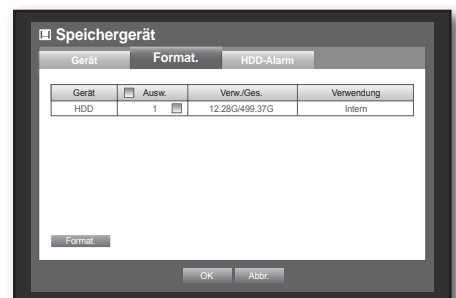 Speichergerät
Gerät Format. HDD-Alarm
Gerät Ausw. Verw./Ges. Verwendung
HDD 1 12.28G/499.37G Intern
Format.
OK Abbr.